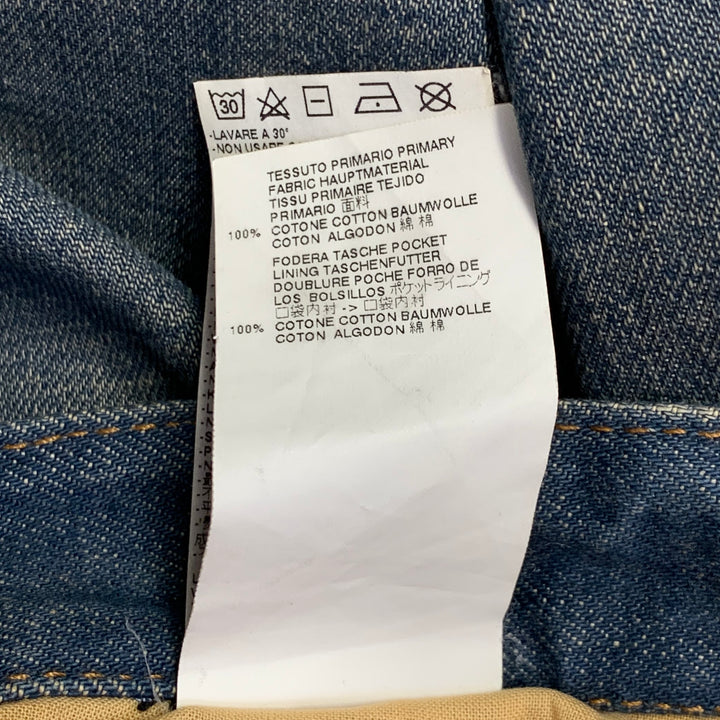 30
-LAVARE A 30°
-NON USARE
TESSUTO PRIMARIO PRIMARY
FABRIC HAUPTMATERIAL
TISSU PRIMAIRE TEJIDO
PRIMARIO 面料
100% COTONE COTTON BAUMWOLLE
COTON ALGODON 綿 棉
FODERA TASCHE POCKET
LINING TASCHENFUTTER
DOUBLURE POCHE FORRO DE
LOS BOLSILLOS ポケットライニング
口袋内衬 -> 口袋内衬
100% COTONE COTTON BAUMWOLLE
COTON ALGODON 綿 棉